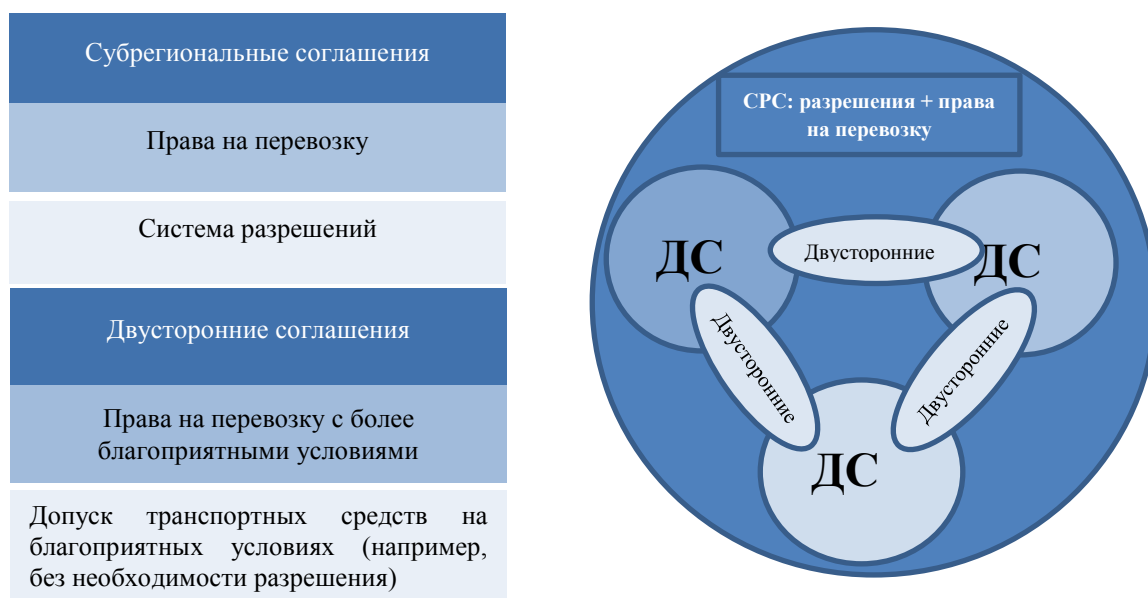 Субрегиональные соглашения
Права на перевозку
Система разрешений
Двусторонние соглашения
Права на перевозку с более
благоприятными условиями
Допуск транспортных средств на
благоприятных условиях (например,
без необходимости разрешения)
СРС: разрешения + права
на перевозку
ДС
Двусторонние
ДС
Двусторонние
Двусторонние
ДС